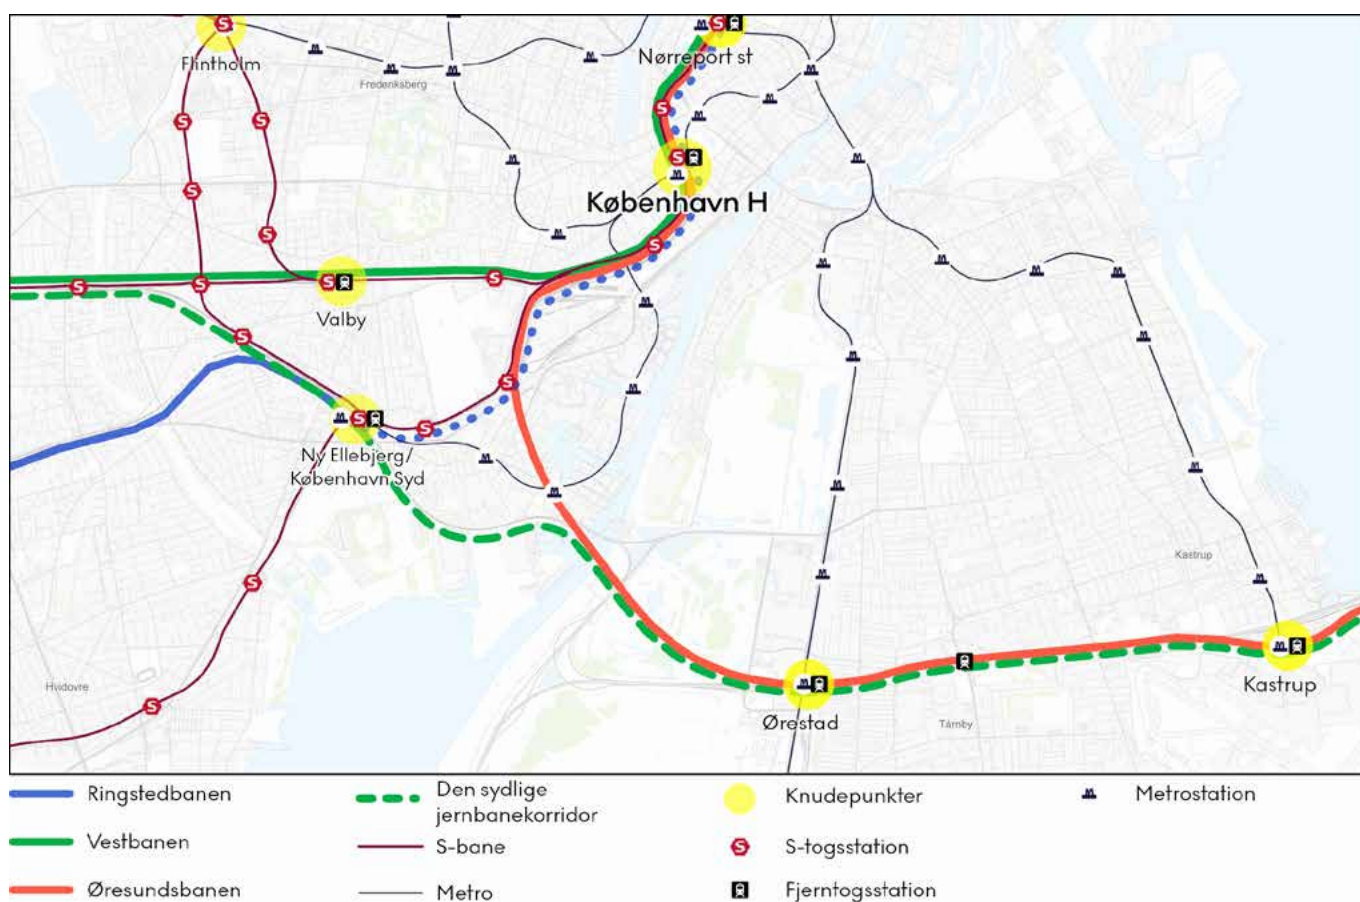 Flintholm
Nørreport st
Frederiksberg
København H
Valby
Ny Ellebjerg/
København Syd
Kastrup
Hvidovre
Kastrup
Ørestad
Tårnby
Ringstedbanen
Vestbanen
Øresundsbanen
Den sydlige
jernbanekorridor
S-bane
Metro
Knudepunkter
S-togsstation
Fjerntogsstation
Metrostation